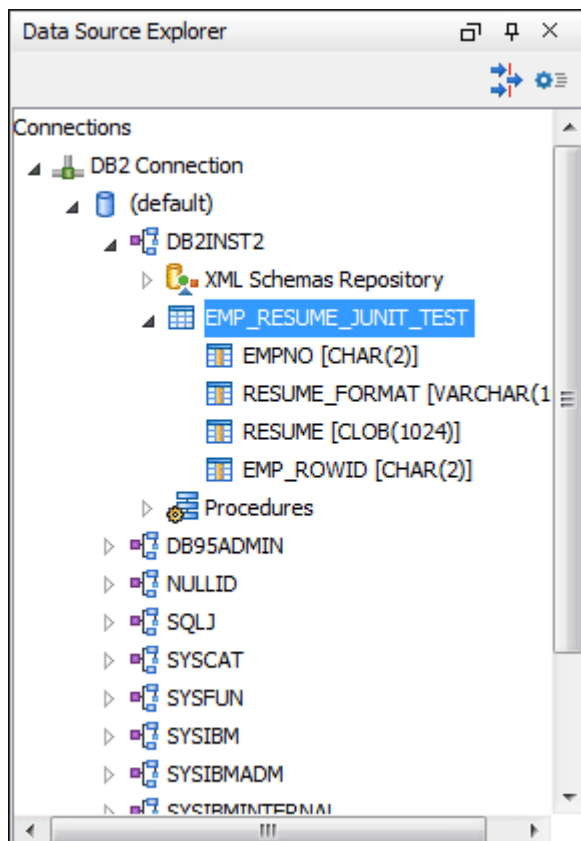 Data Source Explorer
Connections
DB2 Connection
(default)
DB2INST2
XML Schemas Repository
EMP_RESUME_JUNIT_TEST
EMPNO [CHAR(2)]
RESUME_FORMAT [VARCHAR(1
RESUME [CLOB(1024)]
EMP_ROWID [CHAR(2)]
Procedures
DB95ADMIN
NULLID
SQLJ
SYSCAT
SYSFUN
SYSIBM
SYSIBMADM
SYSIBMINTERNAL